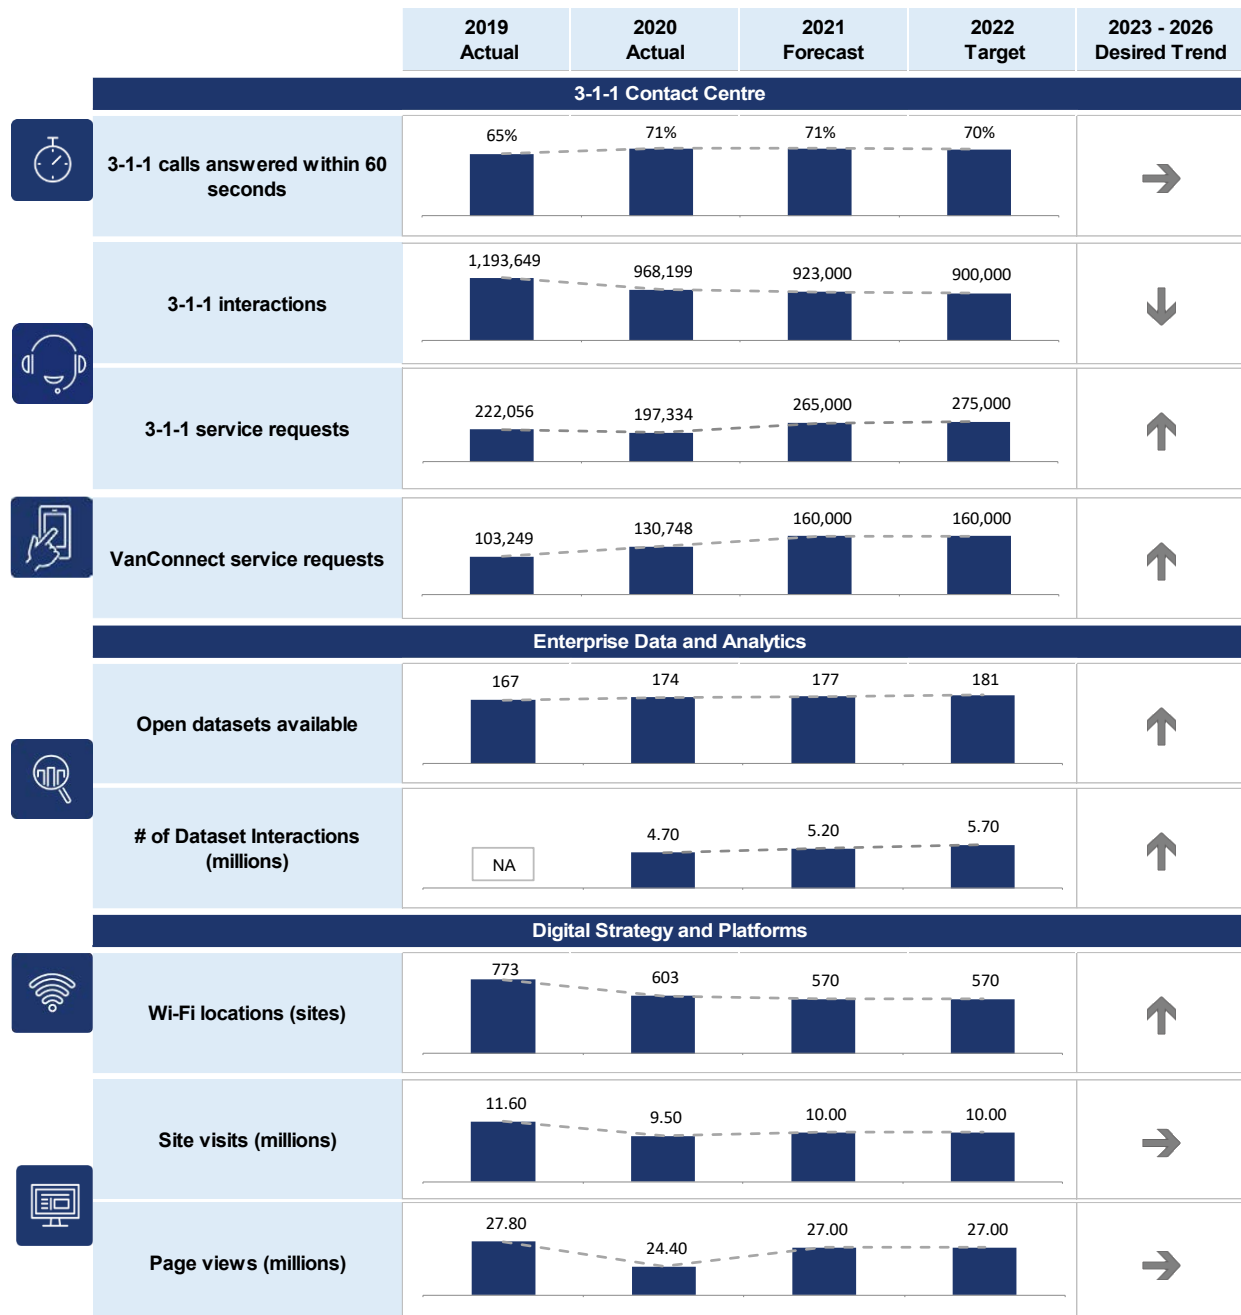 2019 Actual
2020 Actual
2021 Forecast
2022 Target
2023 - 2026 Desired Trend
3-1-1 Contact Centre
3-1-1 calls answered within 60
seconds
65%
71%
71%
70%
3-1-1 interactions
1,193,649
968,199
923,000
900,000
3-1-1 service requests
222,056
197,334
265,000
275,000
VanConnect service requests
103,249
130,748
160,000
160,000
Enterprise Data and Analytics
Open datasets available
167
174
177
181
# of Dataset Interactions
(millions)
NA
4.70
5.20
5.70
Digital Strategy and Platforms
Wi-Fi locations (sites)
773
603
570
570
Site visits (millions)
11.60
9.50
10.00
10.00
Page views (millions)
27.80
24.40
27.00
27.00